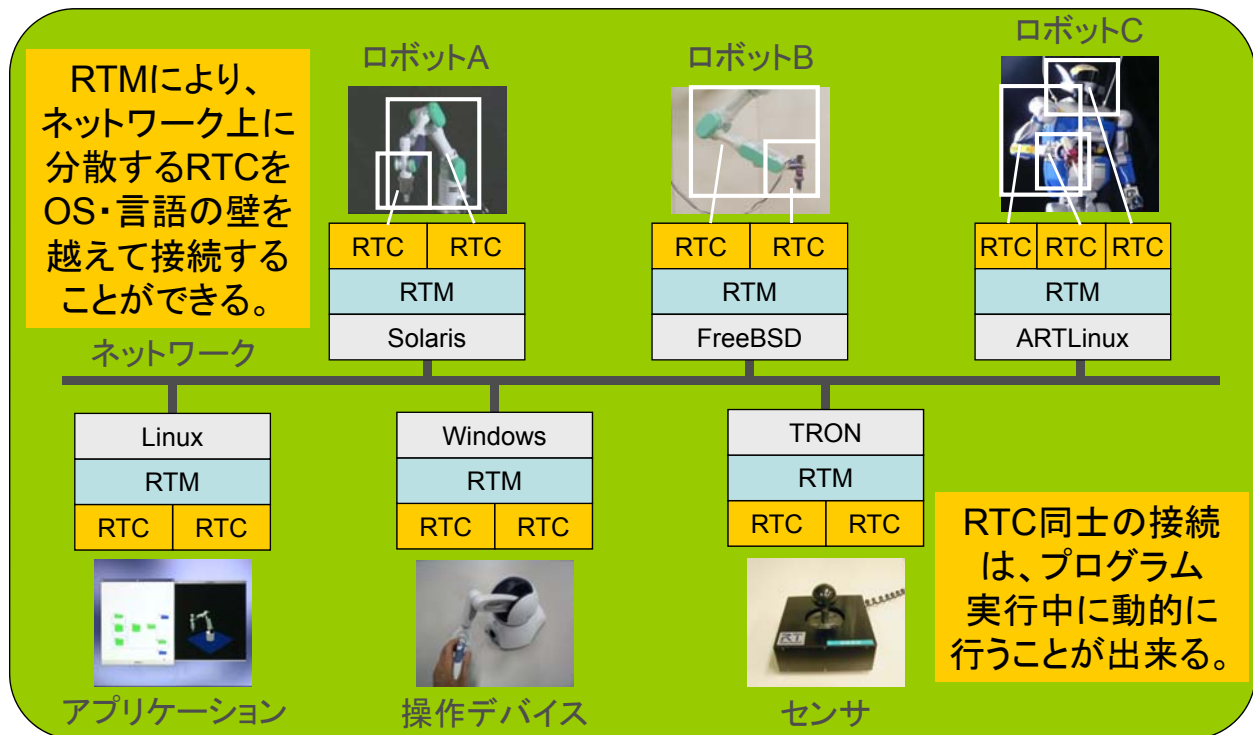 ロボットA
ロボットB
ロボットC
RTMにより、
ネットワーク上に
分散するRTCを
OS・言語の壁を
越えて接続する
ことができる。
RTC RTC
RTM
Solaris
RTC RTC
RTM
FreeBSD
RTC RTC RTC
RTM
ARTLinux
ネットワーク
Linux
RTM
RTC RTC
アプリケーション
Windows
RTM
RTC RTC
操作デバイス
TRON
RTM
RTC RTC
RT
センサ
RTC同士の接続
は、プログラム
実行中に動的に
行うことが出来る。